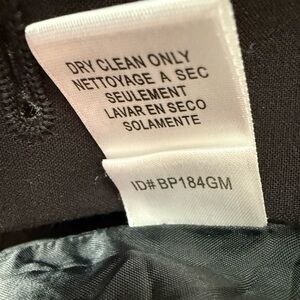 DRY CLEAN ONLY
NETTOYAGE A SEC
SEULEMENT
LAVAR EN SECO
SOLAMENTE
ID# BP184GM